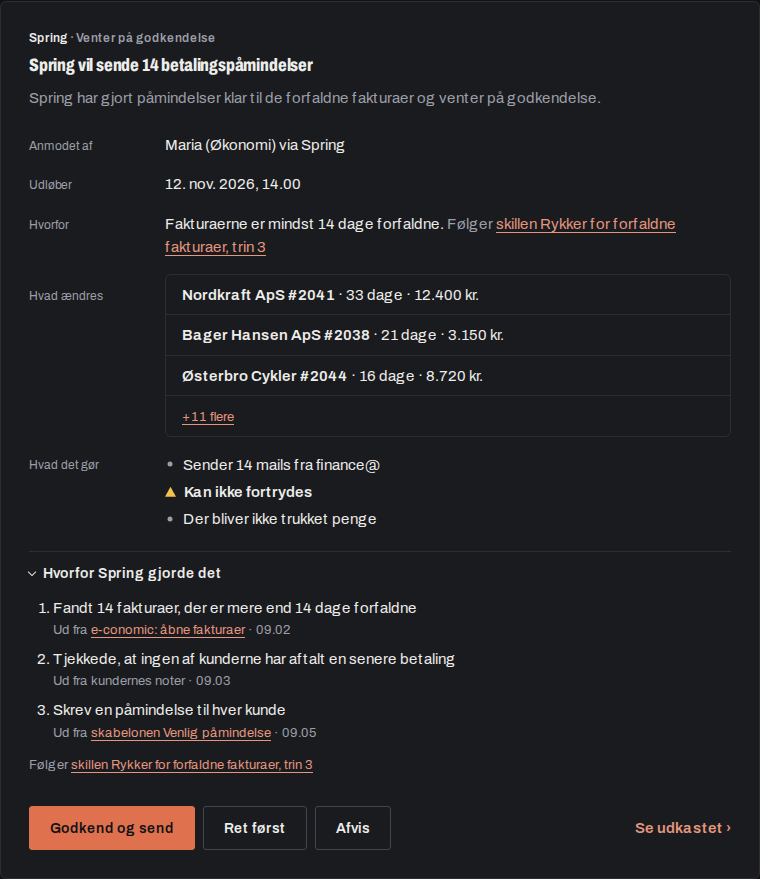 Spring · Venter på godkendelse
Spring vil sende 14 betalingspåmindelser
Spring har gjort påmindelser klar til de forfaldne fakturaer og venter på godkendelse.
Anmodet af
Maria (Økonomi) via Spring
Udløber
12. nov. 2026, 14.00
Hvorfor
Fakturaerne er mindst 14 dage forfaldne. Følger skillen Rykker for forfaldne
fakturaer, trin 3
Hvad ændres
Nordkraft ApS #2041 · 33 dage · 12.400 kr.
Bager Hansen ApS #2038 · 21 dage · 3.150 kr.
Østerbro Cykler #2044 · 16 dage · 8.720 kr.
+11 flere
Hvad det gør
• Sender 14 mails fra finance@
Kan ikke fortrydes
• Der bliver ikke trukket penge
Hvorfor Spring gjorde det
1. Fandt 14 fakturaer, der er mere end 14 dage forfaldne
Ud fra e-conomic: åbne fakturaer · 09.02
2. Tjekkede, at ingen af kunderne har aftalt en senere betaling
Ud fra kundernes noter · 09.03
3. Skrev en påmindelse til hver kunde
Ud fra skabelonen Venlig påmindelse · 09.05
Følger skillen Rykker for forfaldne fakturaer, trin 3
Godkend og send
Ret først
Afvis
Se udkastet ›